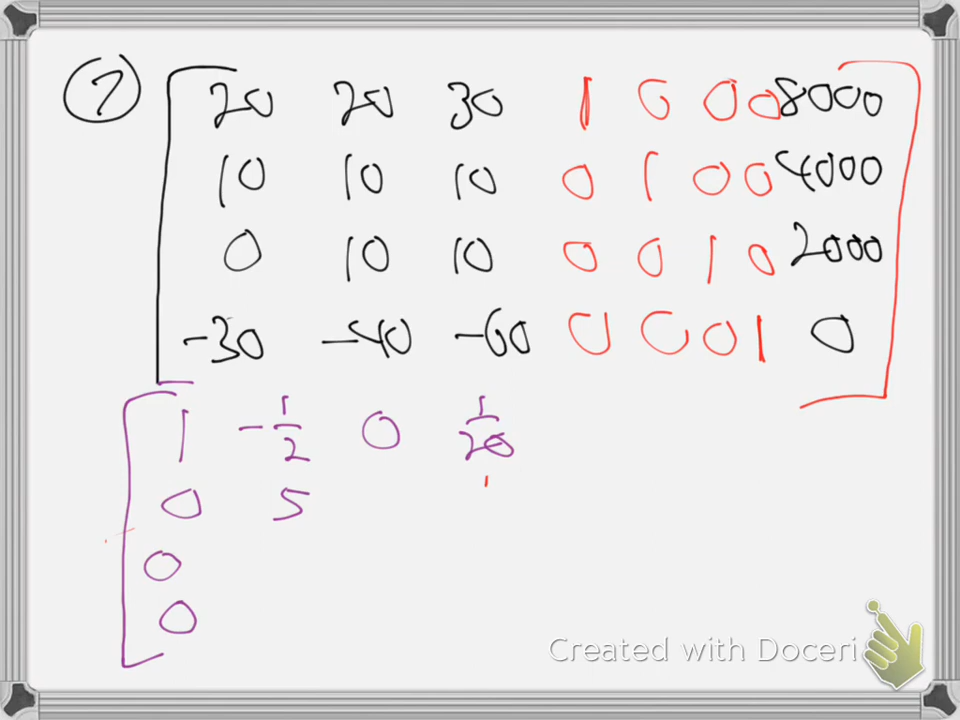 7
20 20 30 1 0 0 0 8000
10 10 10 0 1 0 0 4000
0 10 10 0 0 1 0 2000
-30 -40 -60 0 0 0 1 0
1 -1/2 0 1/20
0 5
0
0
Created with Doceri